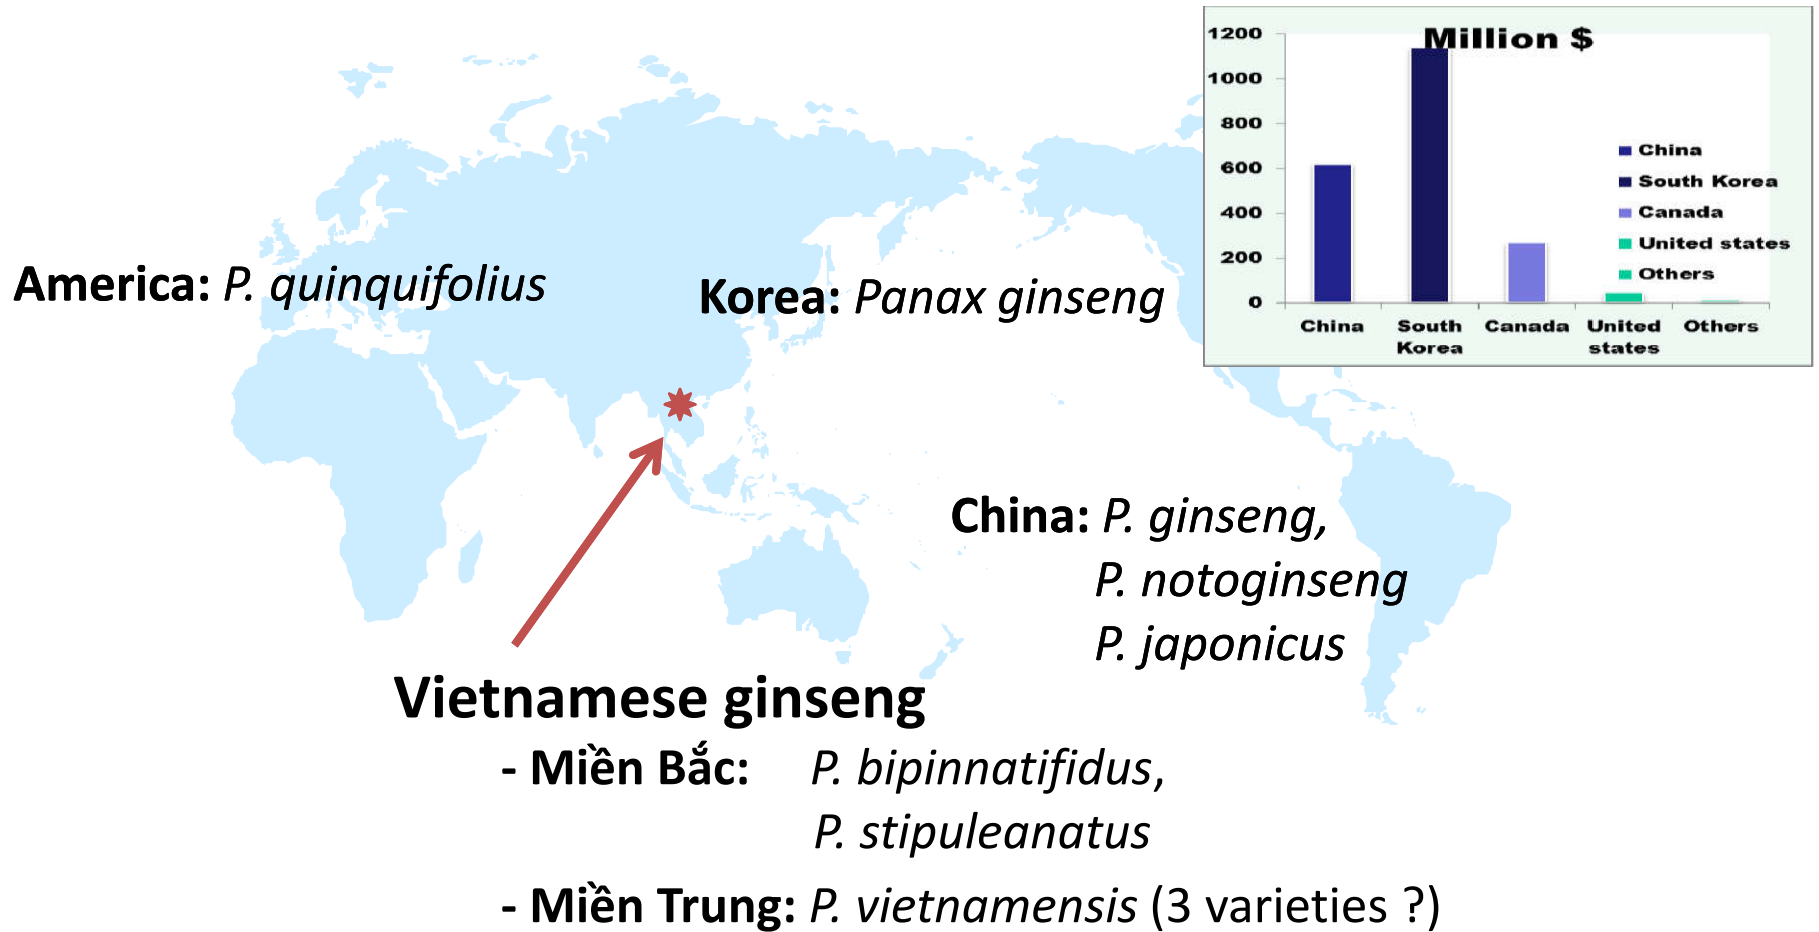 Million $
1200
1000
800
600
400
200
0
China
South Korea
Canada
United states
Others
China
South Korea
Canada
United states
Others
America: P. quinquifolius
Korea: Panax ginseng
China: P. ginseng,
P. notoginseng
P. japonicus
Vietnamese ginseng
- Miền Bắc: P. bipinnatifidus,
P. stipuleanatus
- Miền Trung: P. vietnamensis (3 varieties ?)